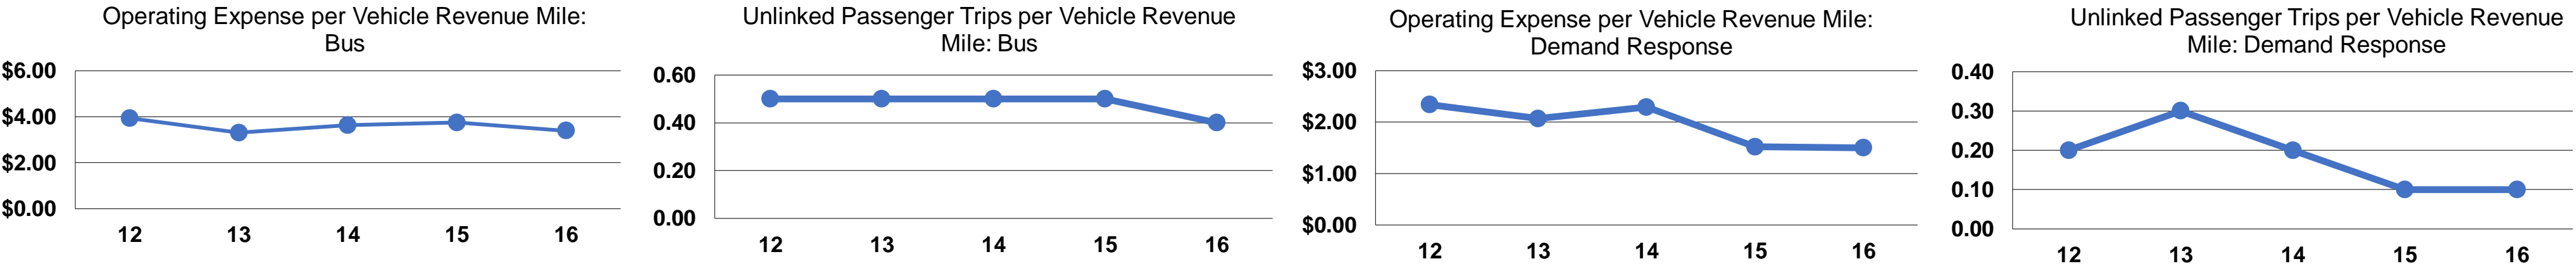 Operating Expense per Vehicle Revenue Mile:
Bus
$6.00
$4.00
$2.00
$0.00
12 13 14 15 16
Unlinked Passenger Trips per Vehicle Revenue
Mile: Bus
0.60
0.40
0.20
0.00
12 13 14 15 16
Operating Expense per Vehicle Revenue Mile:
Demand Response
$3.00
$2.00
$1.00
$0.00
12 13 14 15 16
Unlinked Passenger Trips per Vehicle Revenue
Mile: Demand Response
0.40
0.30
0.20
0.10
0.00
12 13 14 15 16